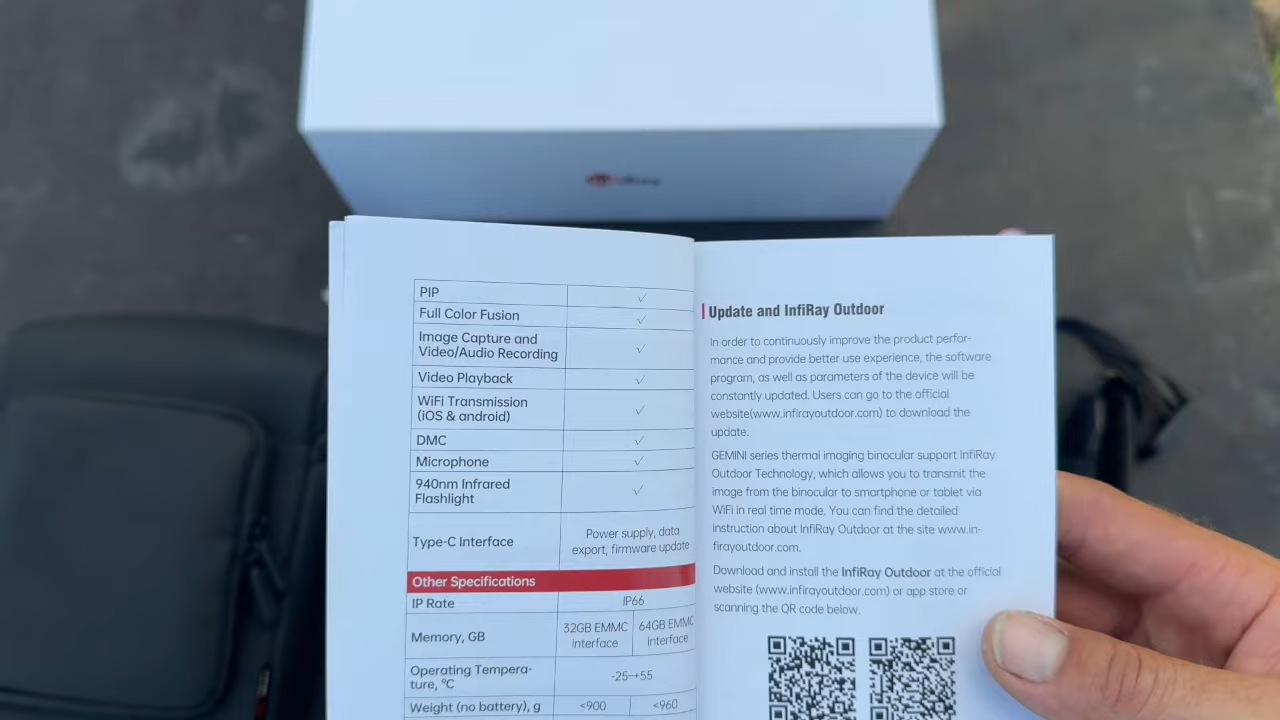 InfiRay
PIP ✓
Full Color Fusion ✓
Image Capture and
Video/Audio Recording ✓
Video Playback ✓
WiFi Transmission
(iOS & android) ✓
DMC ✓
Microphone ✓
940nm Infrared
Flashlight ✓
Type-C Interface
Power supply, data
export, firmware update
Other Specifications
IP Rate IP66
Memory, GB
32GB EMMC
interface
64GB EMMC
interface
Operating Tempera-
ture, °C
-25~+55
Weight (no battery), g <900 <960
Update and InfiRay Outdoor
In order to continuously improve the product perfor-
mance and provide better use experience, the software
program, as well as parameters of the device will be
constantly updated. Users can go to the official
website(www.infirayoutdoor.com) to download the
update.
GEMINI series thermal imaging binocular support InfiRay
Outdoor Technology, which allows you to transmit the
image from the binocular to smartphone or tablet via
WiFi in real time mode. You can find the detailed
instruction about InfiRay Outdoor at the site www.in-
firayoutdoor.com.
Download and install the InfiRay Outdoor at the official
website (www.infirayoutdoor.com) or app store or
scanning the QR code below.